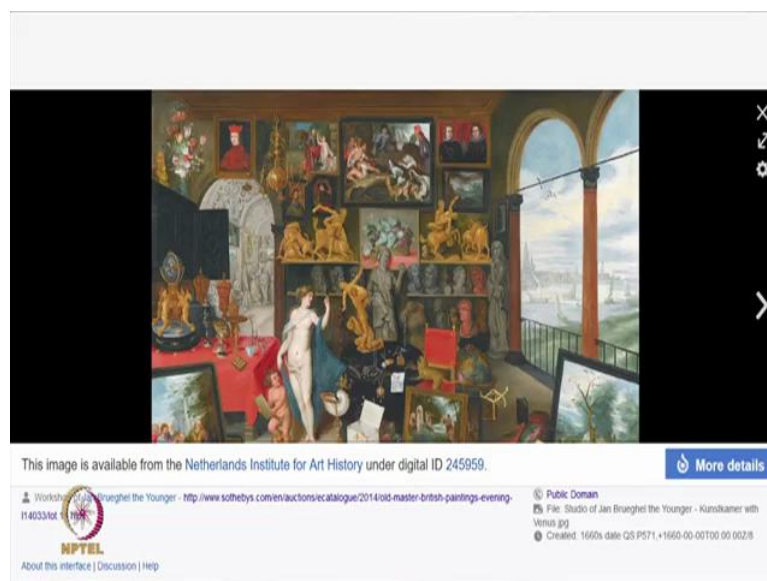 This image is available from the Netherlands Institute for Art History under digital ID 245959.
More details
Workshop of Jan Brueghel the Younger - http://www.sothebys.com/en/auctions/ecatalogue/2014/old-master-british-paintings-evening-
l14033/lot
Public Domain
File: Studio of Jan Brueghel the Younger - Kunstkamer with
Venus.jpg
Created: 1660s date QS:P571,+1660-00-00T00:00:00Z/8
NPTEL
About this interface | Discussion | Help